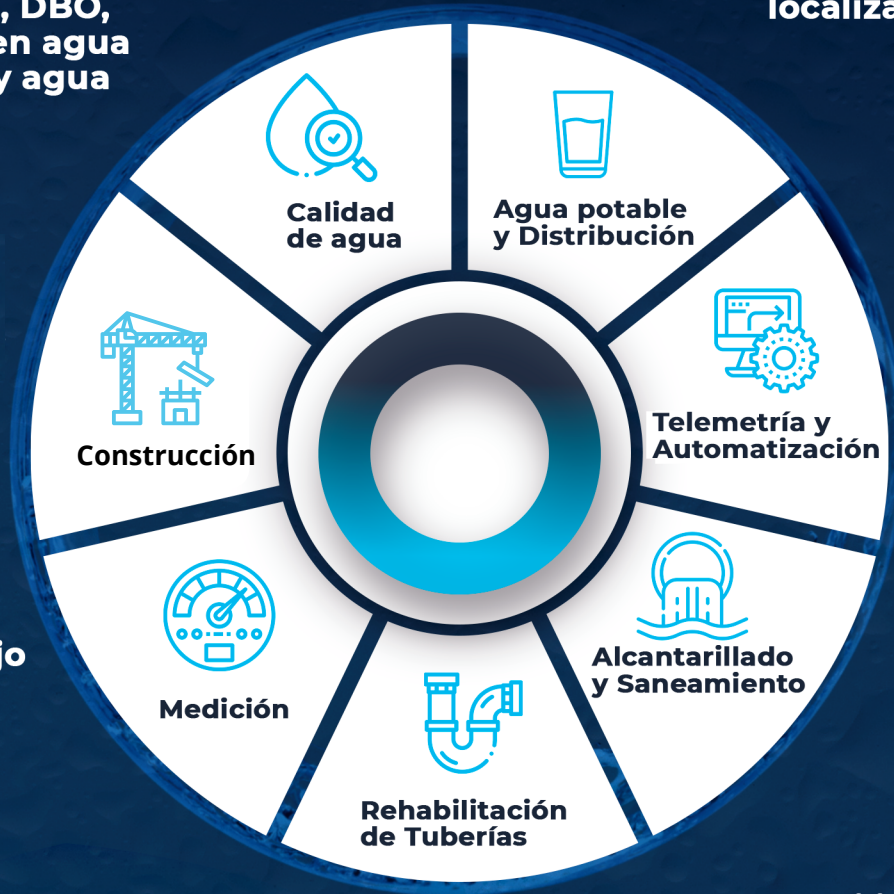 , DBO,
en agua
y agua
localiza
Calidad
de agua
Agua potable
y Distribución
Construcción
Telemetría y
Automatización
jo
Medición
Alcantarillado
y Saneamiento
Rehabilitación
de Tuberías